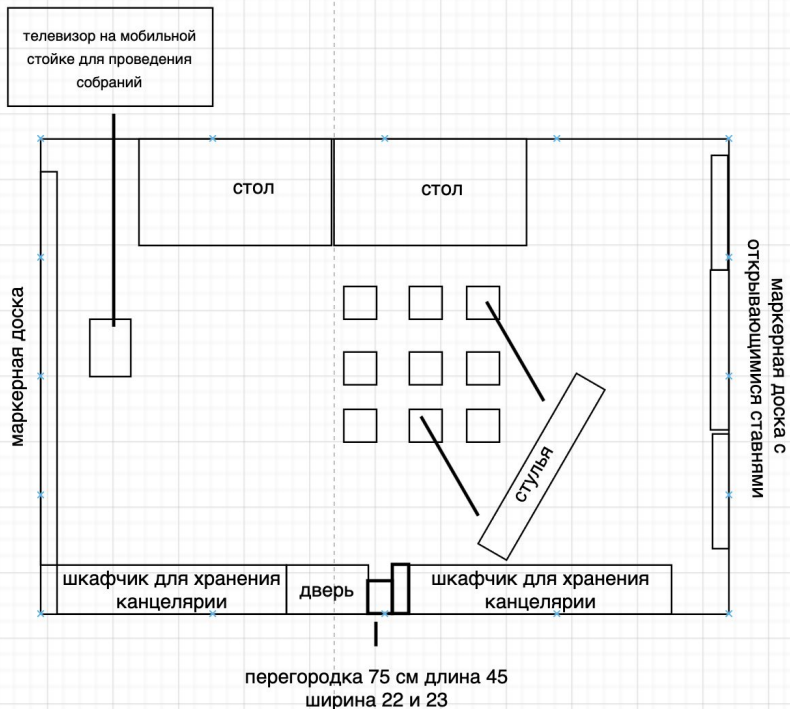 телевизор на мобильной
стойке для проведения
собраний
стол
стол
маркерная доска
маркерная доска с
открывающимися ставнями
стулья
шкафчик для хранения
канцелярии
дверь
шкафчик для хранения
канцелярии
перегородка 75 см длина 45
ширина 22 и 23